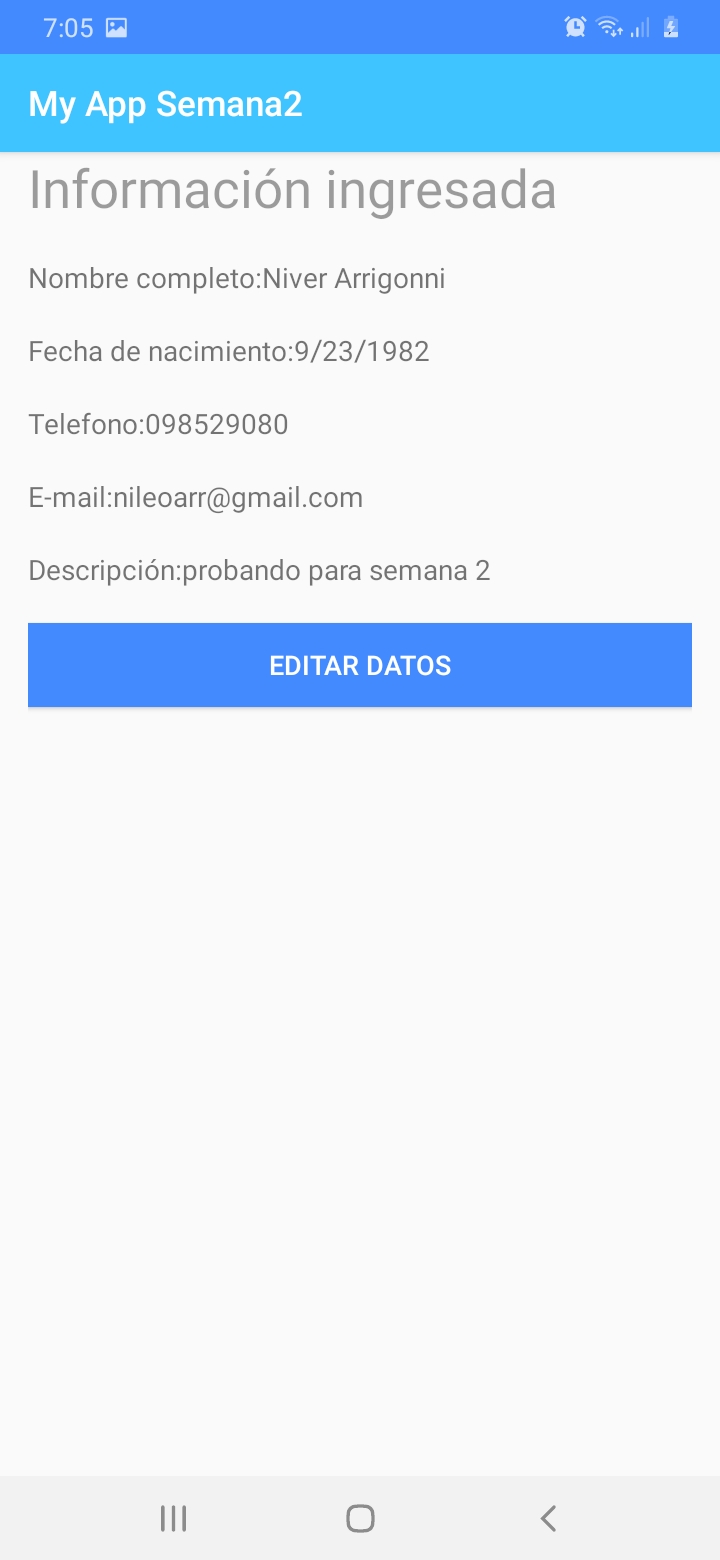 7:05
My App Semana2
Información ingresada
Nombre completo:Niver Arrigonni
Fecha de nacimiento:9/23/1982
Telefono:098529080
E-mail:nileoarr@gmail.com
Descripción:probando para semana 2
EDITAR DATOS